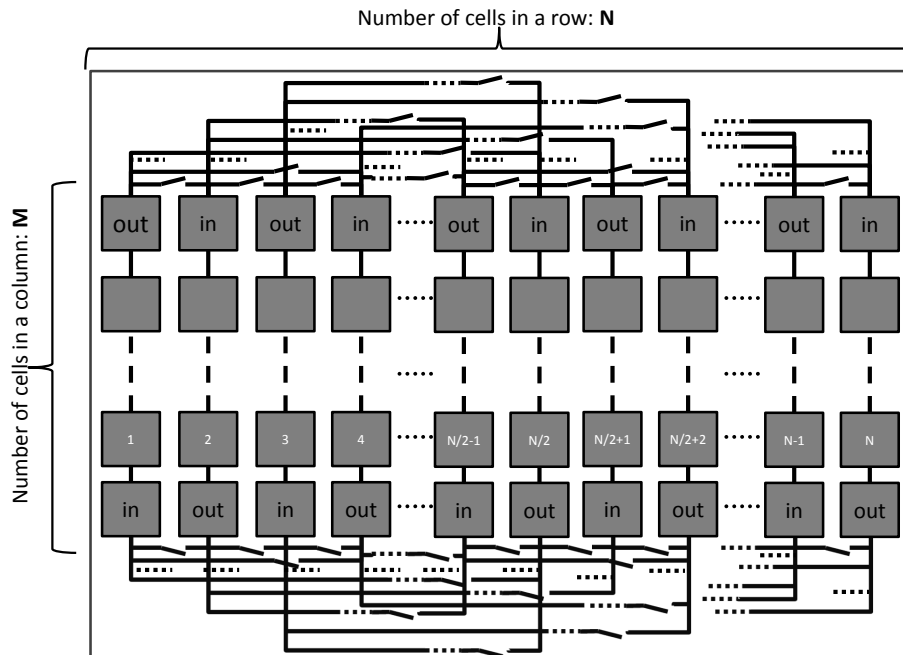 Number of cells in a row: N
Number of cells in a column: M
out in out in out in out in out in
1 2 3 4 N/2-1 N/2 N/2+1 N/2+2 N-1 N
in out in out in out in out in out